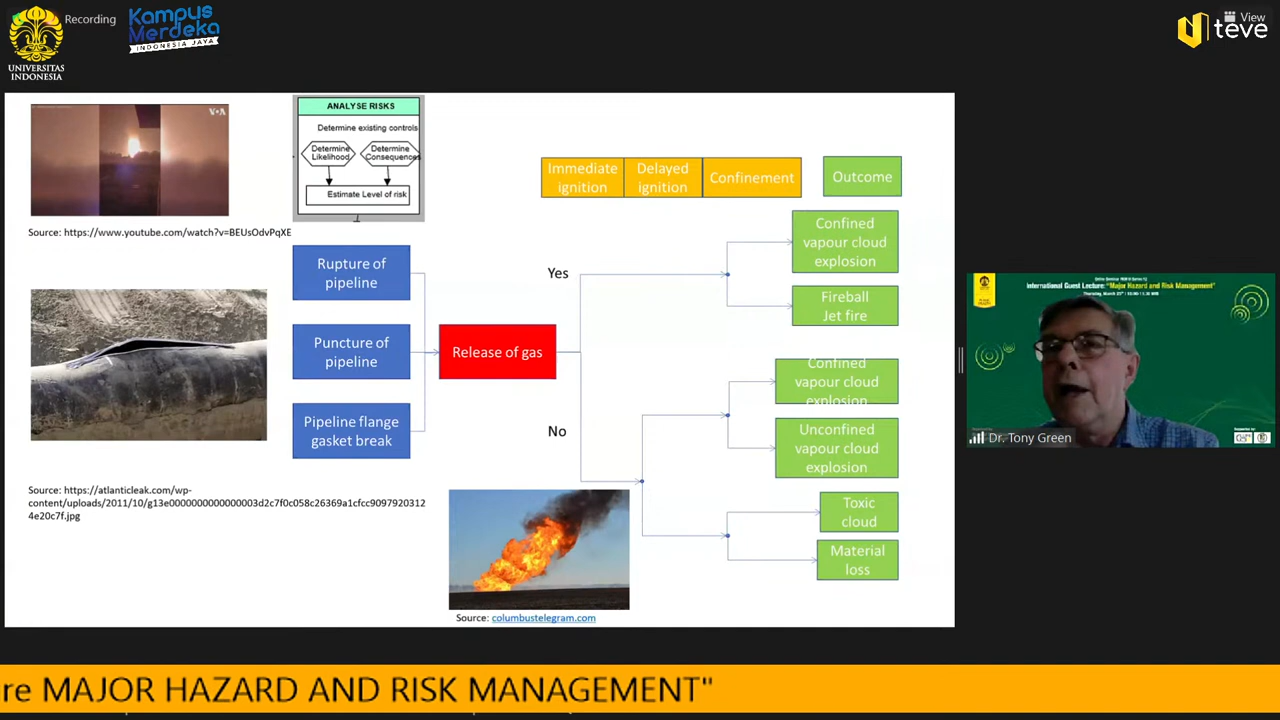 Recording
UNIVERSITAS
INDONESIA
Kampus
Merdeka
INDONESIA JAYA
View
teve
VOA
Source: https://www.youtube.com/watch?v=BEUsOdvPqXE
ANALYSE RISKS
Determine existing controls
Determine
Likelihood
Determine
Consequences
Estimate Level of risk
Immediate
ignition
Delayed
ignition
Confinement
Outcome
Rupture of
pipeline
Puncture of
pipeline
Pipeline flange
gasket break
Release of gas
Yes
No
Confined
vapour cloud
explosion
Fireball
Jet fire
Confined
vapour cloud
explosion
Unconfined
vapour cloud
explosion
Toxic
cloud
Material
loss
Source: https://atlanticleak.com/wp-
content/uploads/2011/10/g13e0000000000000003d2c7f0c058c26369a1cfcc9097920312
4e20c7f.jpg
Source: columbustelegram.com
International Guest Lecture: "Major Hazard and Risk Management"
Dr. Tony Green
re MAJOR HAZARD AND RISK MANAGEMENT"